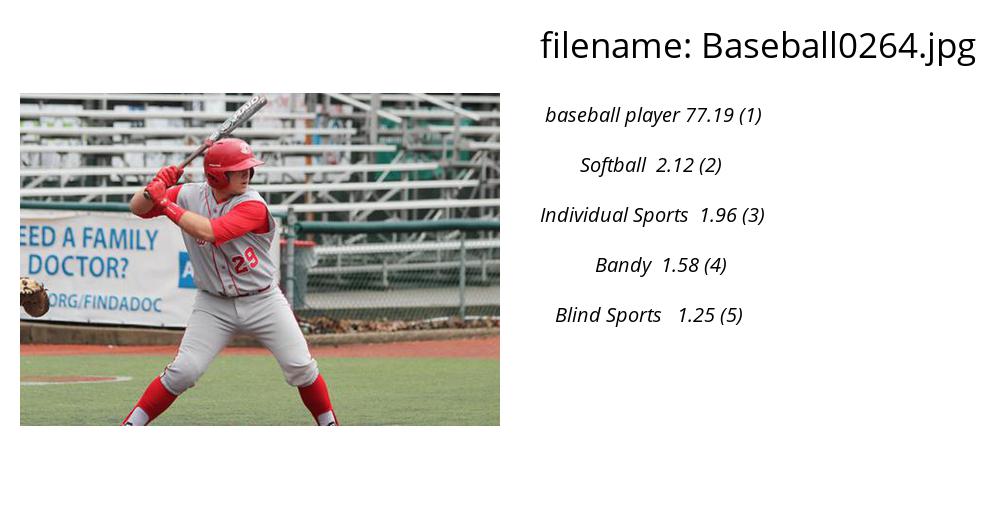 filename: Baseball0264.jpg
baseball player 77.19 (1)
Softball 2.12 (2)
Individual Sports 1.96 (3)
Bandy 1.58 (4)
Blind Sports 1.25 (5)
EED A FAMILY
DOCTOR?
ORG/FINDADOC
A
29